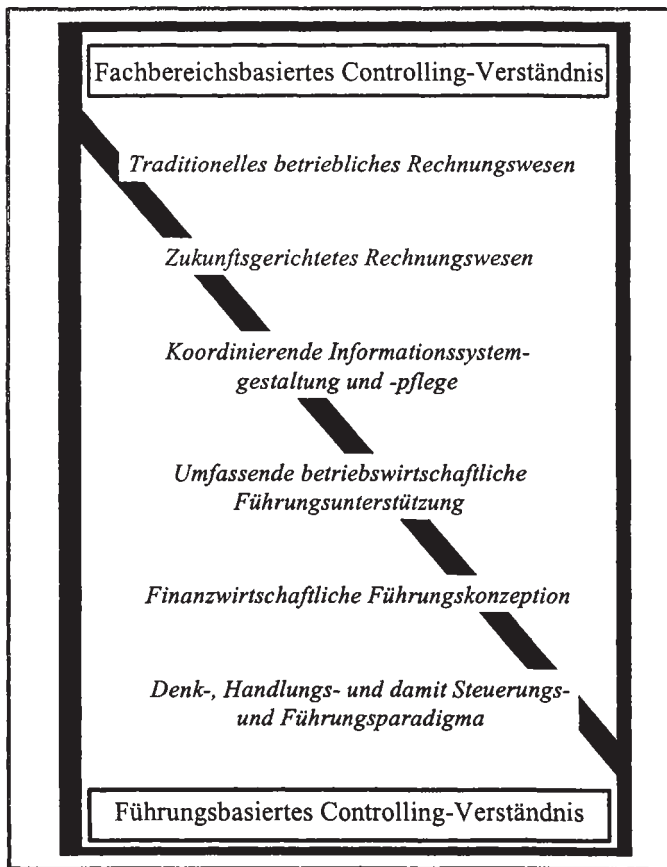 Fachbereichsbasiertes Controlling-Verständnis
Traditionelles betriebliches Rechnungswesen
Zukunftsgerichtetes Rechnungswesen
Koordinierende Informationssystem-
gestaltung und -pflege
Umfassende betriebswirtschaftliche
Führungsunterstützung
Finanzwirtschaftliche Führungskonzeption
Denk-, Handlungs- und damit Steuerungs-
und Führungsparadigma
Führungsbasiertes Controlling-Verständnis